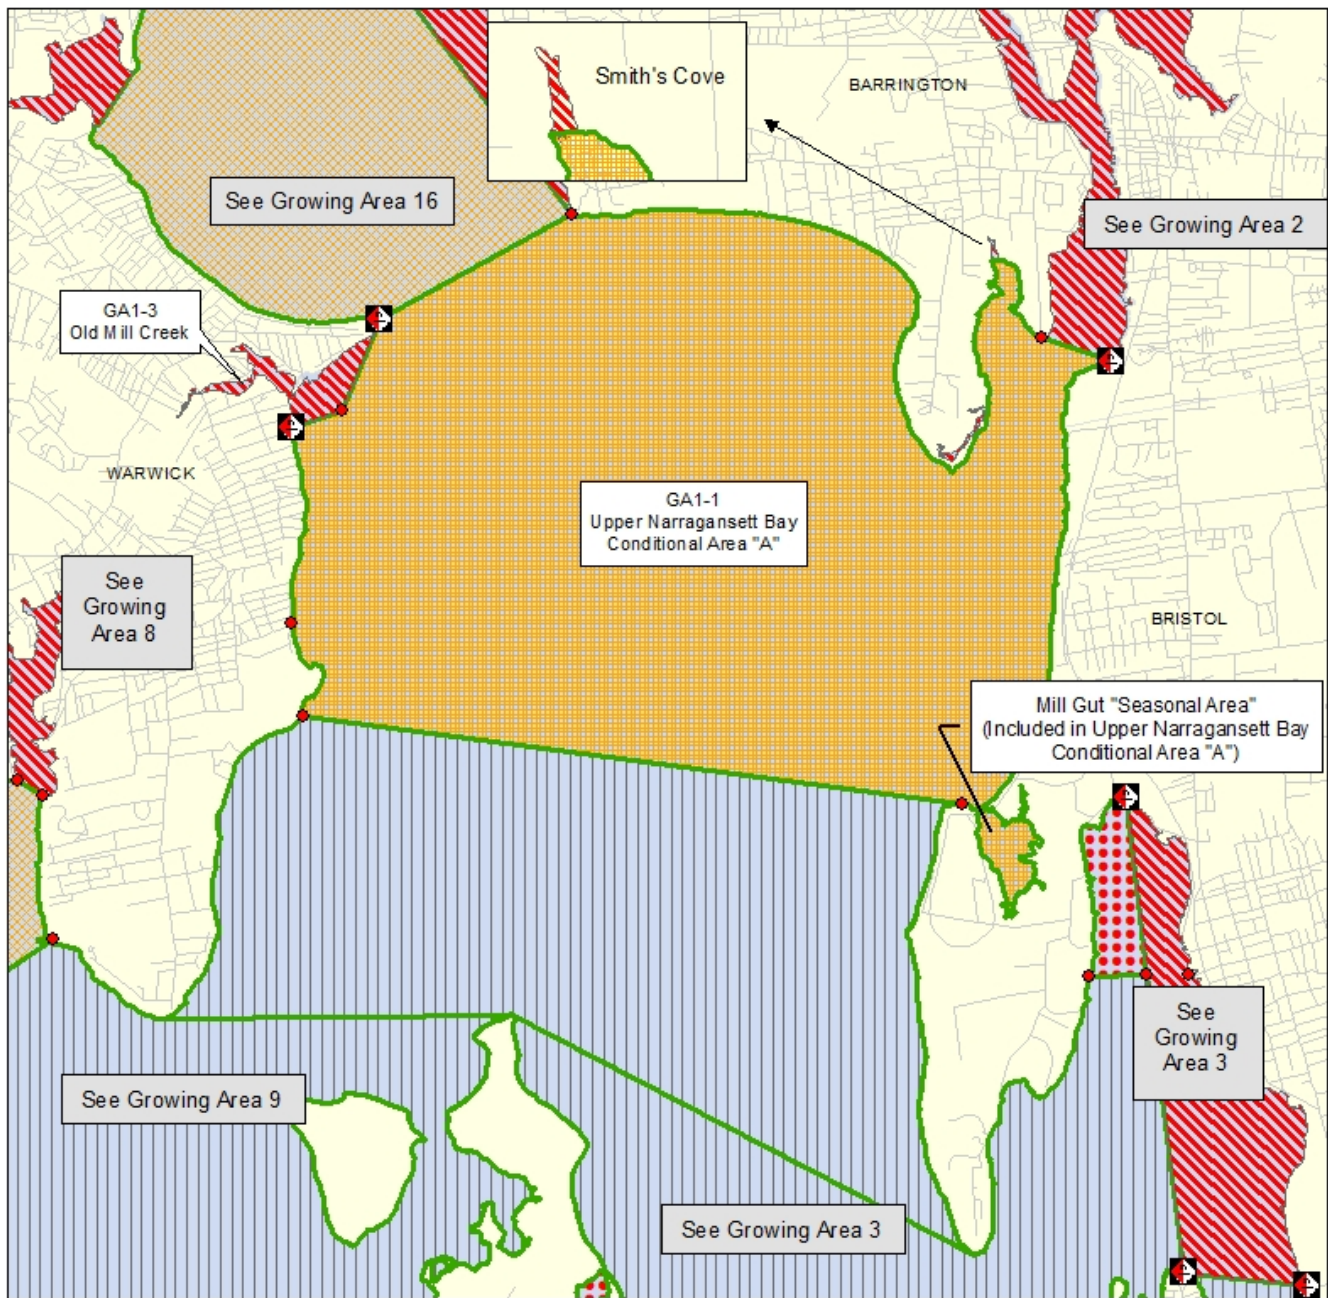 Smith's Cove
BARRINGTON
See Growing Area 16
See Growing Area 2
GA1-3
Old Mill Creek
WARWICK
GA1-1
Upper Narragansett Bay
Conditional Area "A"
See
Growing
Area 8
BRISTOL
Mill Gut "Seasonal Area"
(Included in Upper Narragansett Bay
Conditional Area "A")
See
Growing
Area 3
See Growing Area 9
See Growing Area 3